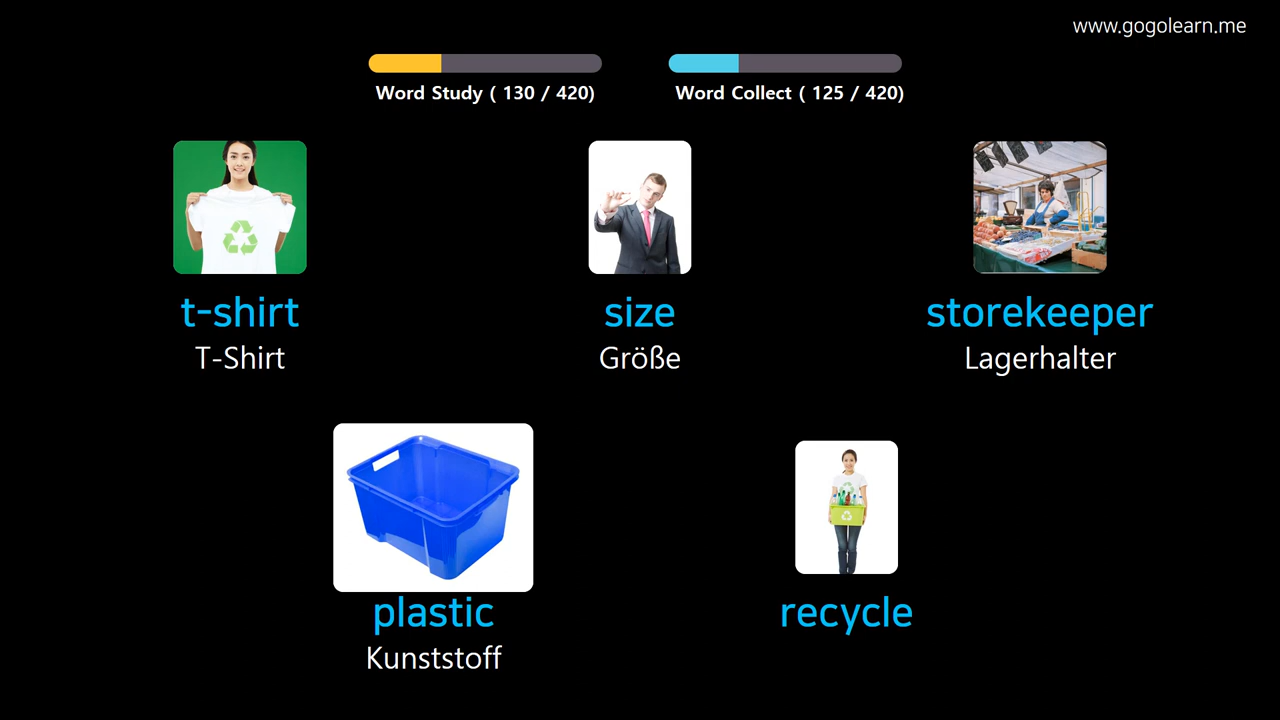 www.gogolearn.me
Word Study ( 130 / 420)
Word Collect ( 125 / 420)
t-shirt
T-Shirt
size
Größe
storekeeper
Lagerhalter
plastic
Kunststoff
recycle